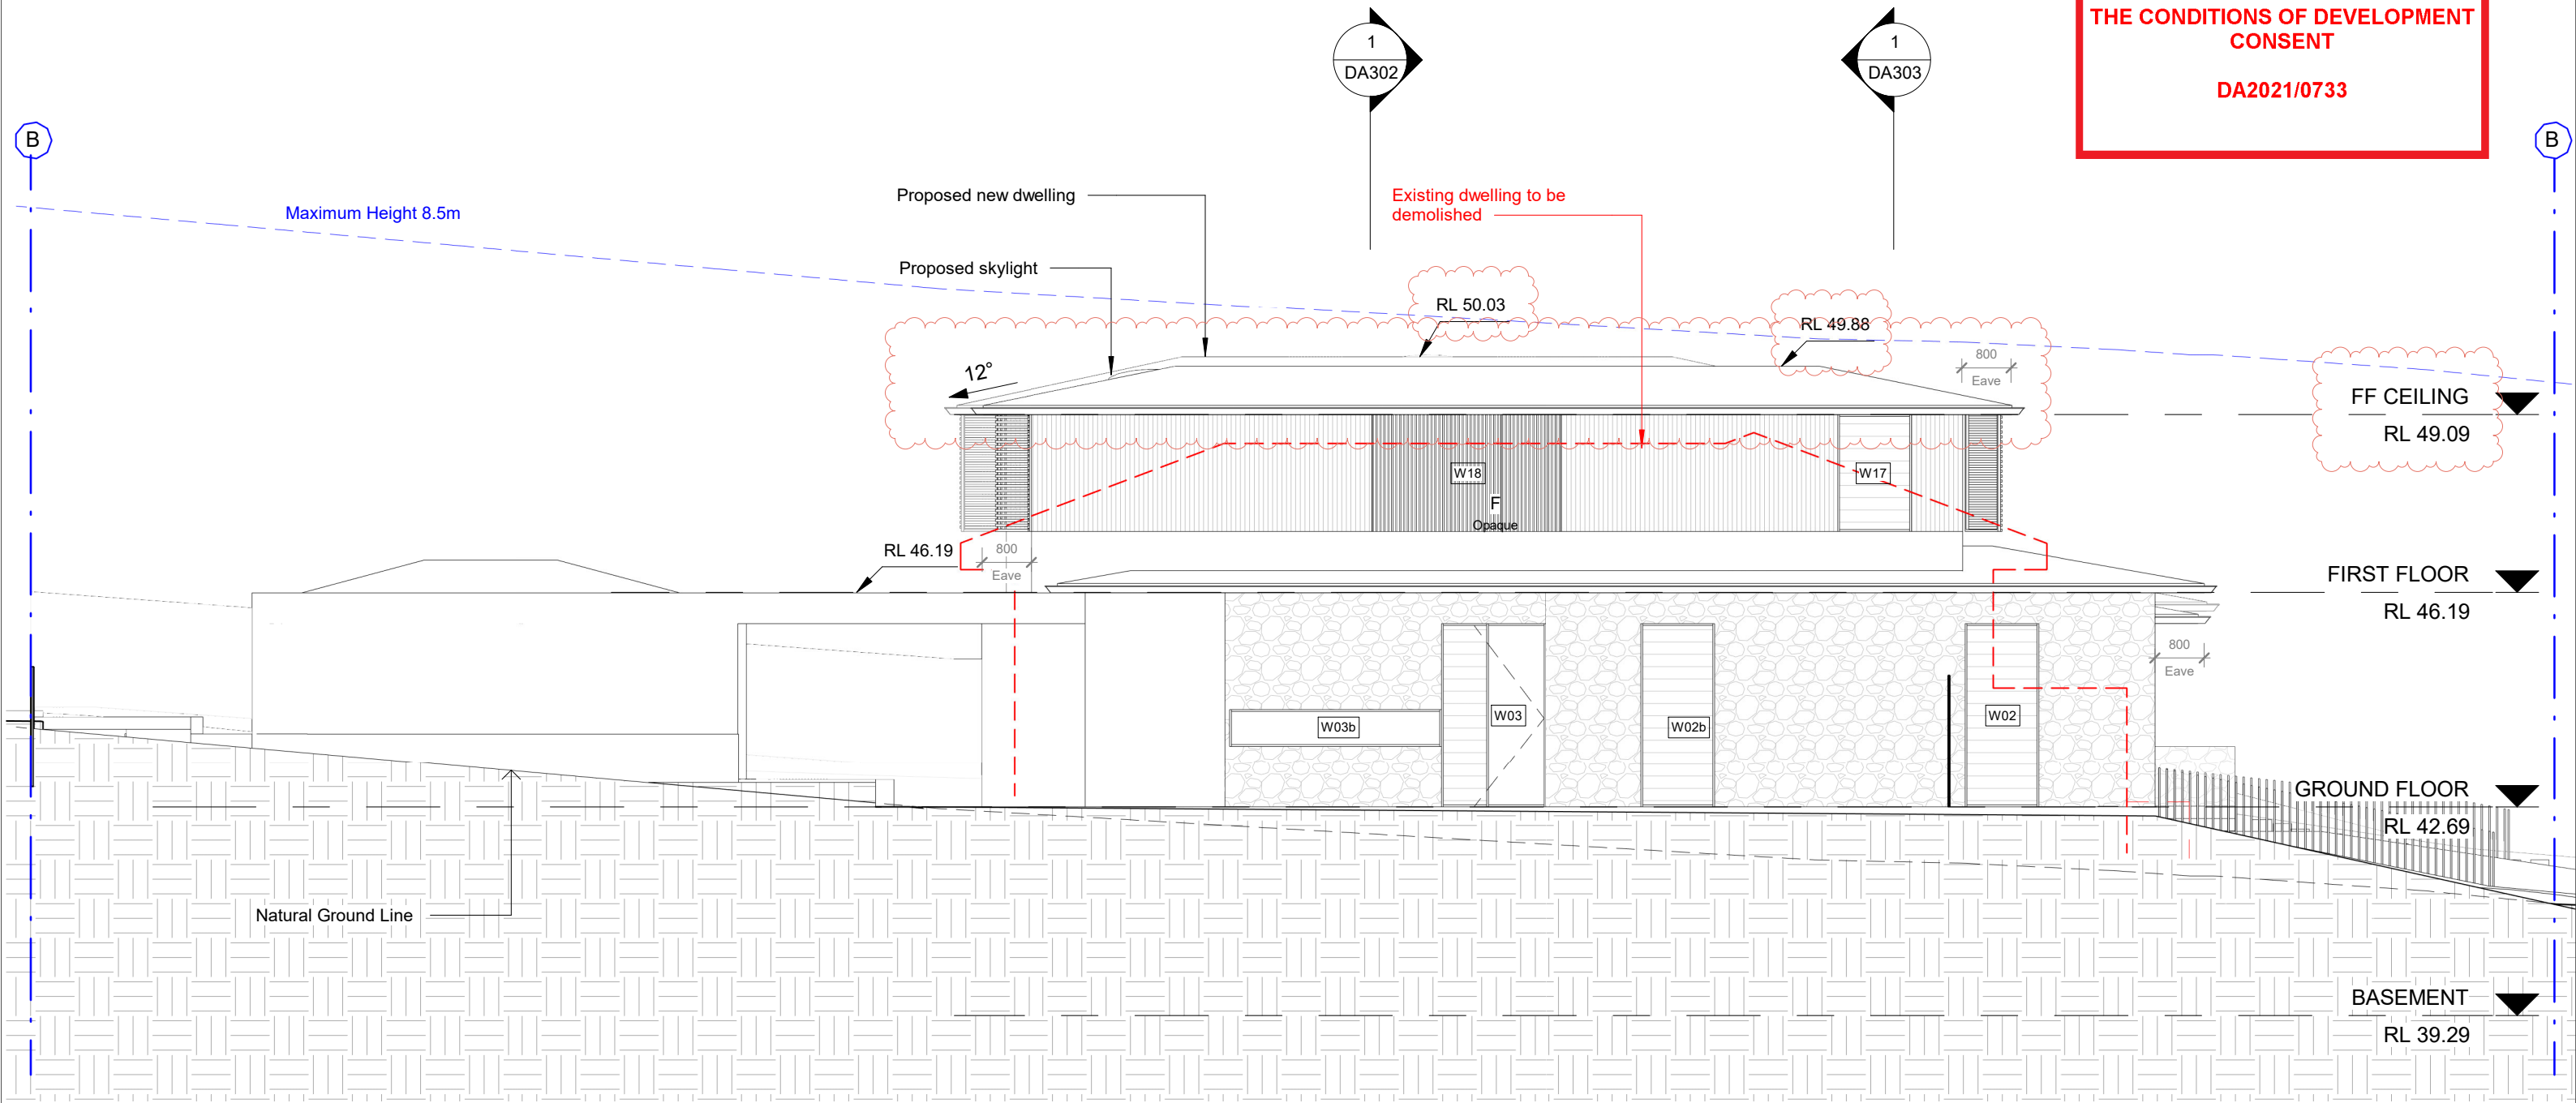 THE CONDITIONS OF DEVELOPMENT
CONSENT
DA2021/0733
1
DA302
1
DA303
B
B
Maximum Height 8.5m
Proposed new dwelling
Existing dwelling to be
demolished
Proposed skylight
RL 50.03
RL 49.88
12°
800
Eave
FF CEILING
RL 49.09
W18
W17
F
Opaque
RL 46.19
800
Eave
FIRST FLOOR
RL 46.19
800
Eave
W03b
W03
W02b
W02
GROUND FLOOR
RL 42.69
Natural Ground Line
BASEMENT
RL 39.29